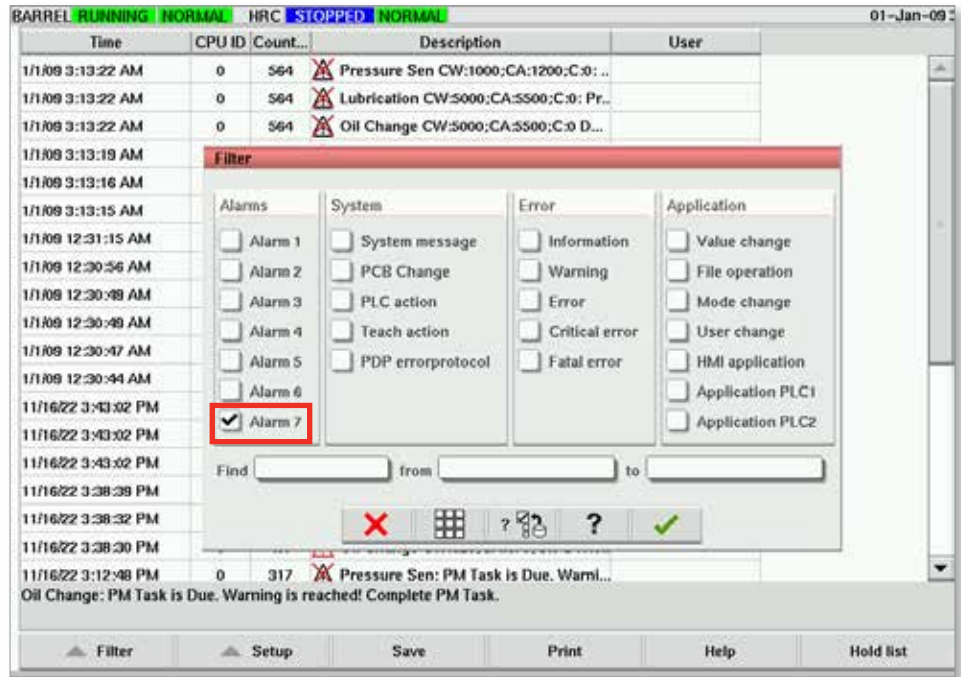 BARREL RUNNING NORMAL HRC STOPPED NORMAL 01-Jan-09
Time CPU ID Count... Description User
1/1/09 3:13:22 AM 0 564 Pressure Sen CW:1000;CA:1200;C:0: ..
1/1/09 3:13:22 AM 0 564 Lubrication CW:5000;CA:5500;C:0: Pr..
1/1/09 3:13:22 AM 0 564 Oil Change CW:5000;CA:5500;C:0 D...
1/1/09 3:13:19 AM
1/1/09 3:13:16 AM
1/1/09 3:13:15 AM
1/1/09 12:31:15 AM
1/1/09 12:30:56 AM
1/1/09 12:30:49 AM
1/1/09 12:30:49 AM
1/1/09 12:30:47 AM
1/1/09 12:30:44 AM
11/16/22 3:43:02 PM
11/16/22 3:43:02 PM
11/16/22 3:43:02 PM
11/16/22 3:38:39 PM
11/16/22 3:38:32 PM
11/16/22 3:38:30 PM
11/16/22 3:12:48 PM 0 317 Pressure Sen: PM Task is Due. Warni...
Filter
Alarms System Error Application
Alarm 1 System message Information Value change
Alarm 2 PCB Change Warning File operation
Alarm 3 PLC action Error Mode change
Alarm 4 Teach action Critical error User change
Alarm 5 PDP errorprotocol Fatal error HMI application
Alarm 6 Application PLC1
Alarm 7 Application PLC2
Find from to
? ?
Oil Change: PM Task is Due. Warning is reached! Complete PM Task.
Filter Setup Save Print Help Hold list